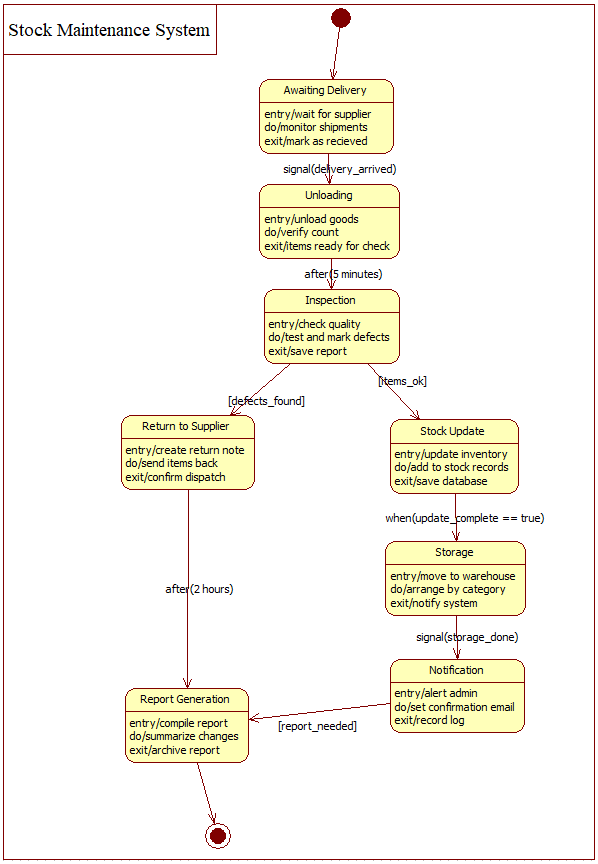 Stock Maintenance System
Awaiting Delivery
entry/wait for supplier
do/monitor shipments
exit/mark as recieved
signal(delivery_arrived)
Unloading
entry/unload goods
do/verify count
exit/items ready for check
after(5 minutes)
Inspection
entry/check quality
do/test and mark defects
exit/save report
[defects_found]
[items_ok]
Return to Supplier
entry/create return note
do/send items back
exit/confirm dispatch
Stock Update
entry/update inventory
do/add to stock records
exit/save database
when(update_complete == true)
Storage
entry/move to warehouse
do/arrange by category
exit/notify system
after(2 hours)
signal(storage_done)
Notification
entry/alert admin
do/set confirmation email
exit/record log
Report Generation
entry/compile report
do/summarize changes
exit/archive report
[report_needed]